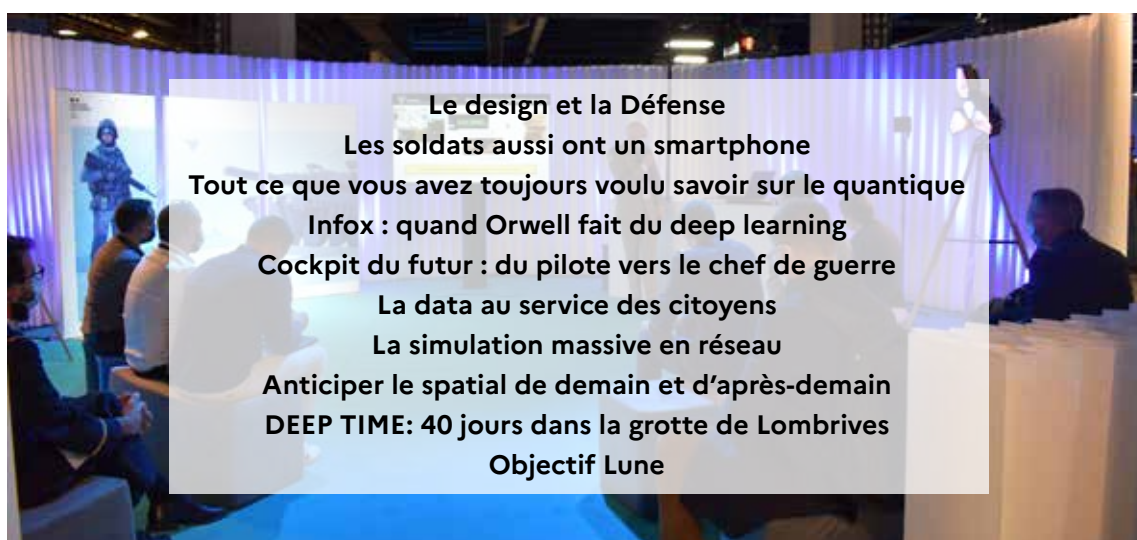 Le design et la Défense
Les soldats aussi ont un smartphone
Tout ce que vous avez toujours voulu savoir sur le quantique
Infox : quand Orwell fait du deep learning
Cockpit du futur : du pilote vers le chef de guerre
La data au service des citoyens
La simulation massive en réseau
Anticiper le spatial de demain et d’après-demain
DEEP TIME: 40 jours dans la grotte de Lombrives
Objectif Lune